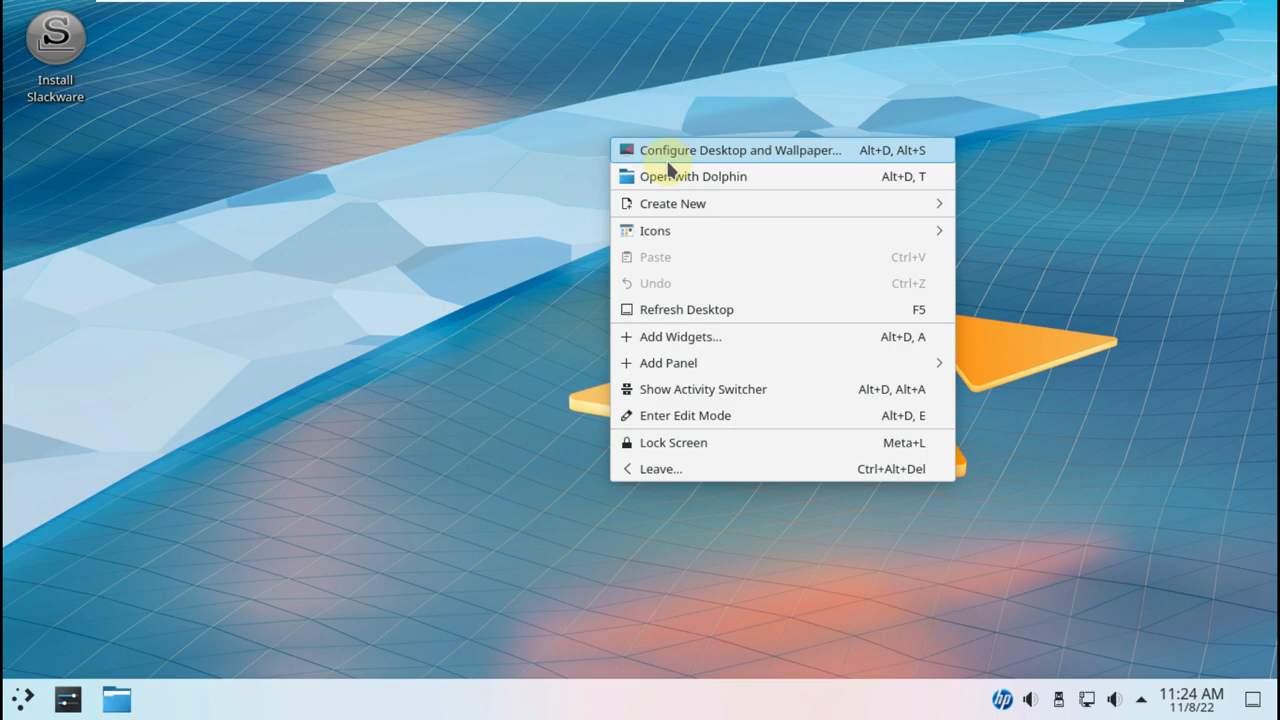 Install
Slackware
Configure Desktop and Wallpaper... Alt+D, Alt+S
Open with Dolphin Alt+D, T
Create New
Icons
Paste Ctrl+V
Undo Ctrl+Z
Refresh Desktop F5
Add Widgets... Alt+D, A
Add Panel
Show Activity Switcher Alt+D, Alt+A
Enter Edit Mode Alt+D, E
Lock Screen Meta+L
Leave... Ctrl+Alt+Del
hp
11:24 AM
11/8/22